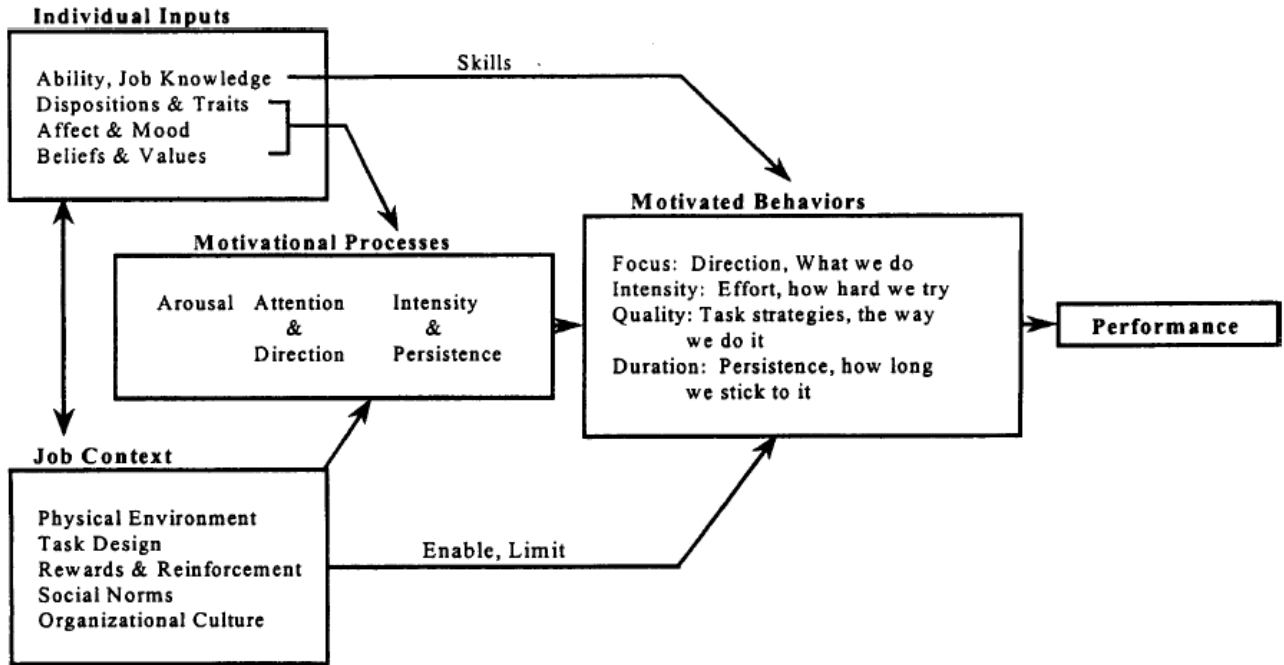 Individual Inputs
Ability, Job Knowledge
Dispositions & Traits
Affect & Mood
Beliefs & Values
Skills
Motivational Processes
Arousal Attention & Direction Intensity & Persistence
Motivated Behaviors
Focus: Direction, What we do
Intensity: Effort, how hard we try
Quality: Task strategies, the way
we do it
Duration: Persistence, how long
we stick to it
Performance
Job Context
Physical Environment
Task Design
Rewards & Reinforcement
Social Norms
Organizational Culture
Enable, Limit